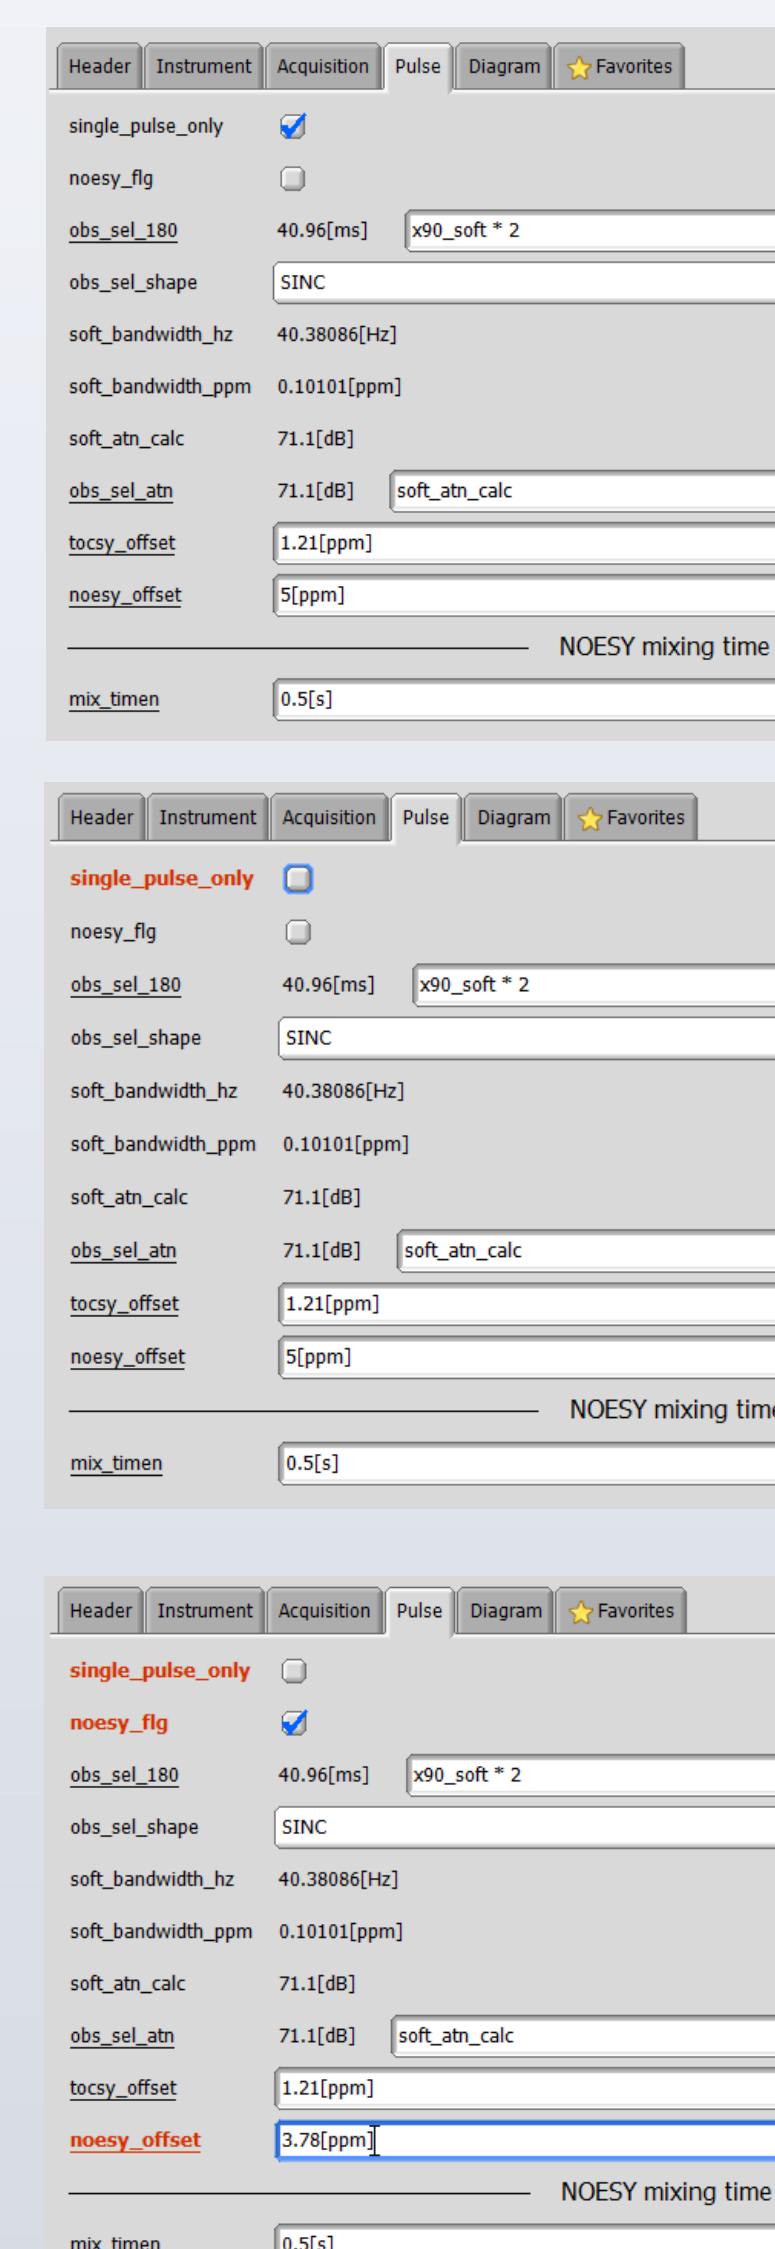 Header Instrument Acquisition Pulse Diagram Favorites
single_pulse_only
noesy_flg
obs_sel_180 40.96[ms] x90_soft * 2
obs_sel_shape SINC
soft_bandwidth_hz 40.38086[Hz]
soft_bandwidth_ppm 0.10101[ppm]
soft_atn_calc 71.1[dB]
obs_sel_atn 71.1[dB] soft_atn_calc
tocsy_offset 1.21[ppm]
noesy_offset 5[ppm]
NOESY mixing time
mix_timen 0.5[s]
Header Instrument Acquisition Pulse Diagram Favorites
single_pulse_only
noesy_flg
obs_sel_180 40.96[ms] x90_soft * 2
obs_sel_shape SINC
soft_bandwidth_hz 40.38086[Hz]
soft_bandwidth_ppm 0.10101[ppm]
soft_atn_calc 71.1[dB]
obs_sel_atn 71.1[dB] soft_atn_calc
tocsy_offset 1.21[ppm]
noesy_offset 5[ppm]
NOESY mixing time
mix_timen 0.5[s]
Header Instrument Acquisition Pulse Diagram Favorites
single_pulse_only
noesy_flg
obs_sel_180 40.96[ms] x90_soft * 2
obs_sel_shape SINC
soft_bandwidth_hz 40.38086[Hz]
soft_bandwidth_ppm 0.10101[ppm]
soft_atn_calc 71.1[dB]
obs_sel_atn 71.1[dB] soft_atn_calc
tocsy_offset 1.21[ppm]
noesy_offset 3.78[ppm]
NOESY mixing time
mix_timen 0.5[s]